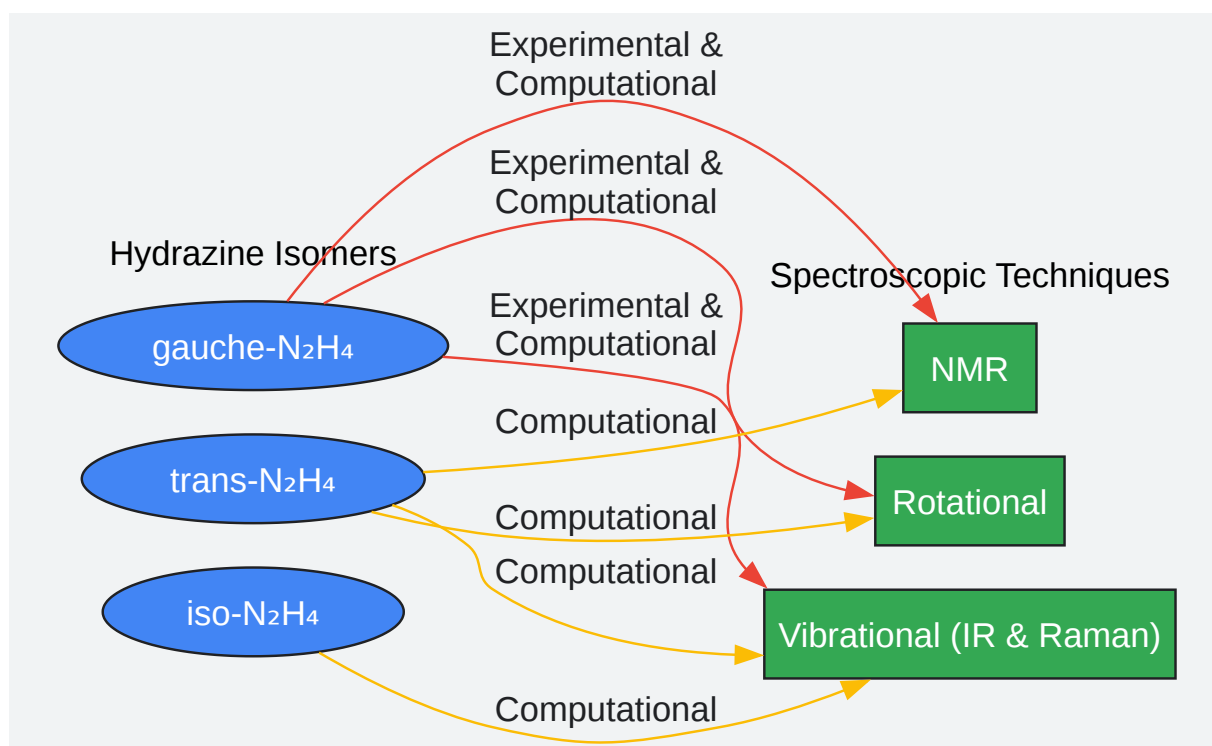 Experimental &
Computational
Experimental &
Computational
Hydrazine Isomers
Spectroscopic Techniques
Experimental &
Computational
gauche-N₂H₄
NMR
Computational
trans-N₂H₄
Rotational
Computational
Computational
iso-N₂H₄
Vibrational (IR & Raman)
Computational